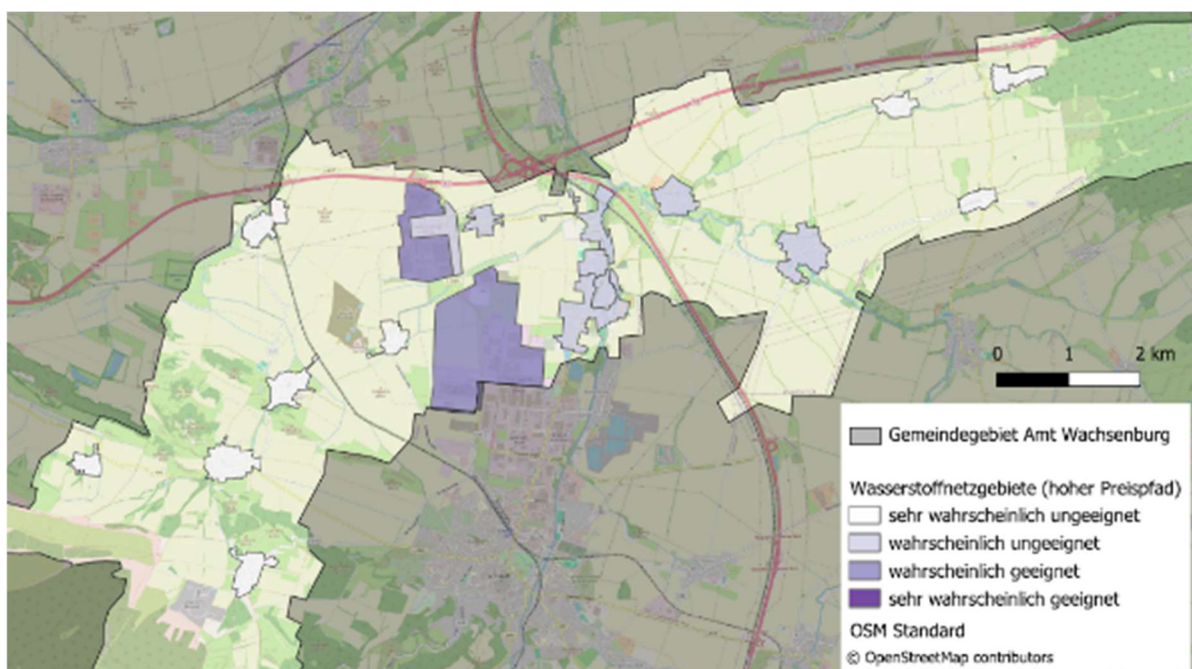 0 1 2 km
Gemeindegebiet Amt Wachsenburg
Wasserstoffnetzgebiete (hoher Preispfad)
sehr wahrscheinlich ungeeignet
wahrscheinlich ungeeignet
wahrscheinlich geeignet
sehr wahrscheinlich geeignet
OSM Standard
© OpenStreetMap contributors